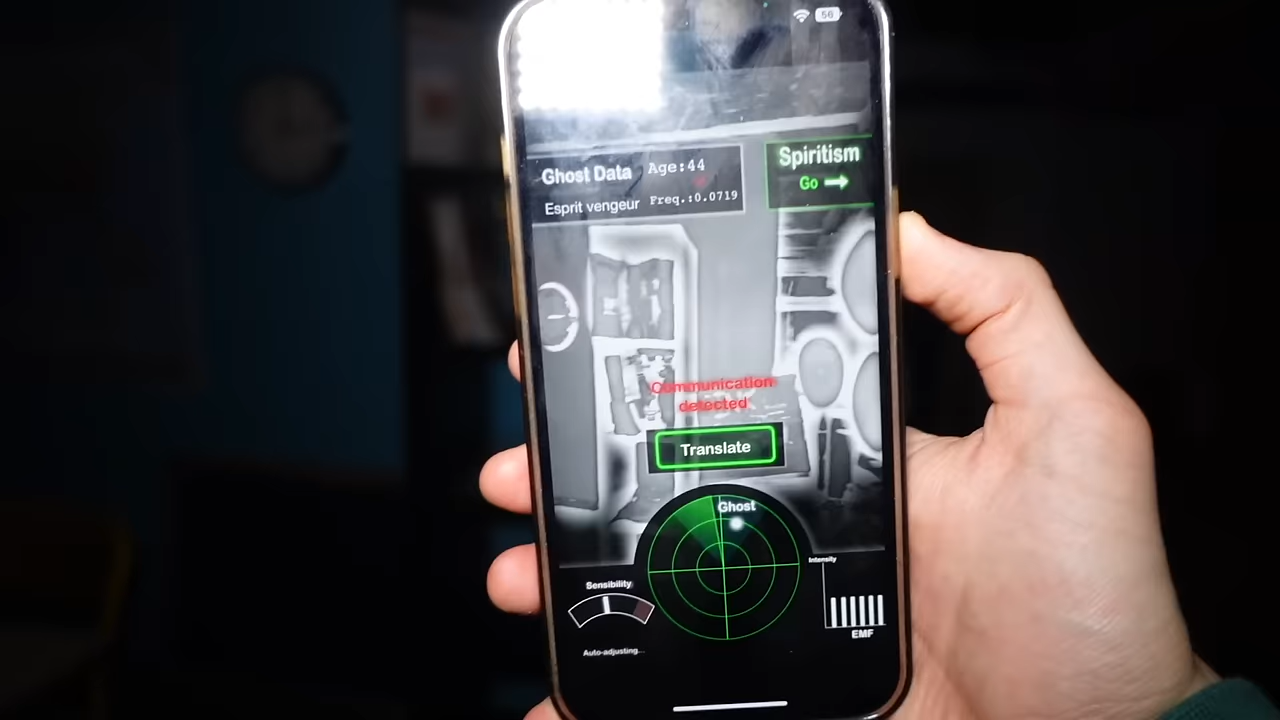 56
Ghost Data Age:44
Esprit vengeur Freq.:0.0719
Spiritism
Go
Communication
detected
Translate
Ghost
Sensibility
Auto-adjusting...
Intensity
EMF